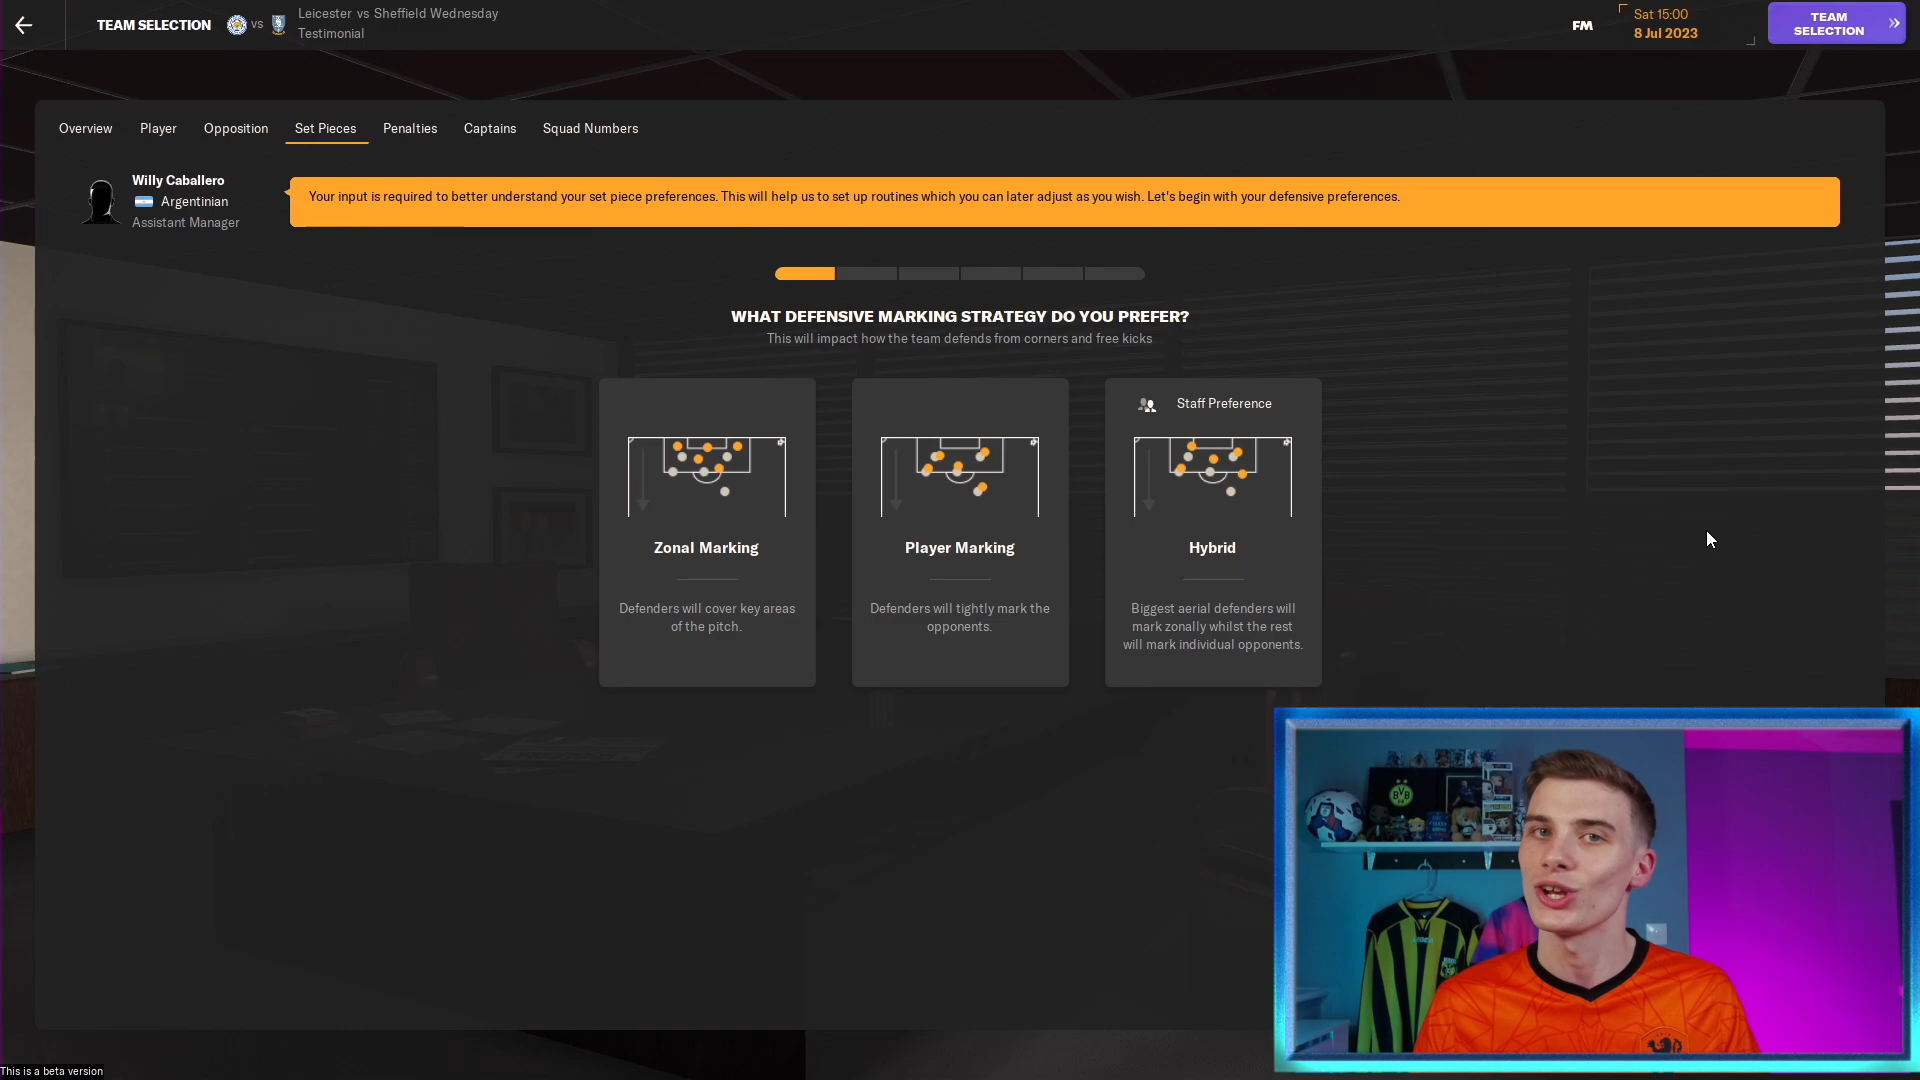 TEAM SELECTION
vs
Leicester vs Sheffield Wednesday
Testimonial
FM
Sat 15:00
8 Jul 2023
TEAM
SELECTION
Overview
Player
Opposition
Set Pieces
Penalties
Captains
Squad Numbers
Willy Caballero
Argentinian
Assistant Manager
Your input is required to better understand your set piece preferences. This will help us to set up routines which you can later adjust as you wish. Let's begin with your defensive preferences.
WHAT DEFENSIVE MARKING STRATEGY DO YOU PREFER?
This will impact how the team defends from corners and free kicks
Zonal Marking
Defenders will cover key areas
of the pitch.
Player Marking
Defenders will tightly mark the
opponents.
Staff Preference
Hybrid
Biggest aerial defenders will
mark zonally whilst the rest
will mark individual opponents.
BVB
09
This is a beta version